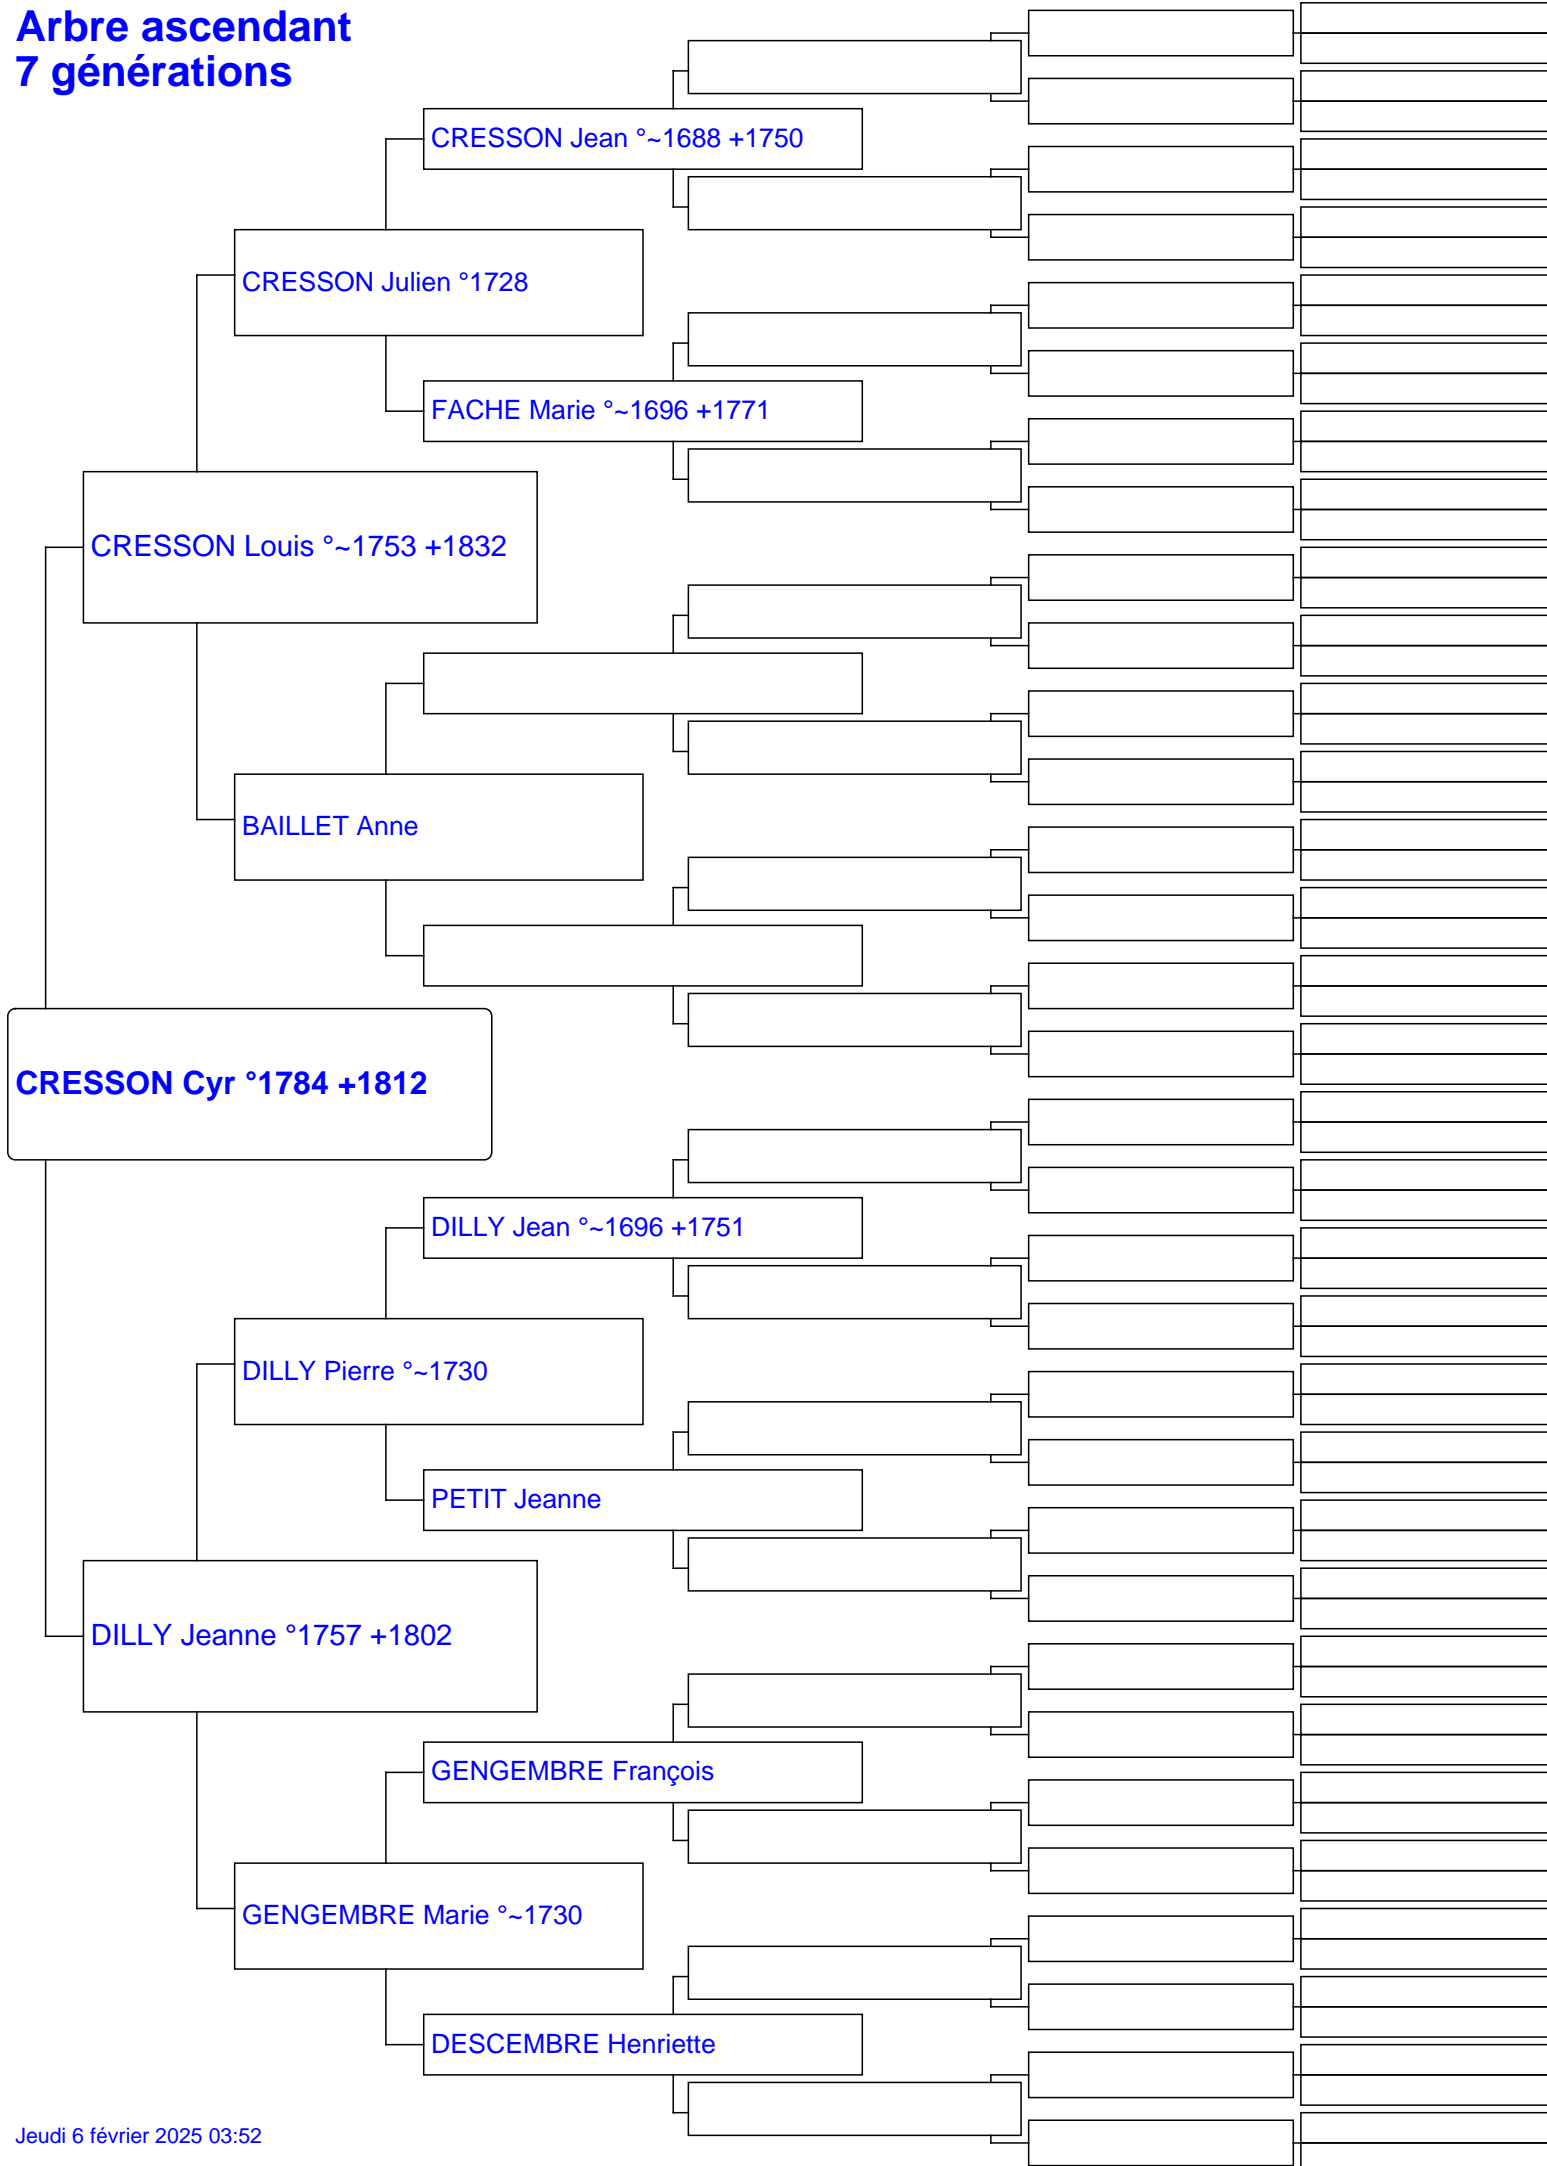 Arbre ascendant
7 générations
CRESSON Jean °~1688 +1750
CRESSON Julien °1728
FACHE Marie °~1696 +1771
CRESSON Louis °~1753 +1832
BAILLET Anne
CRESSON Cyr °1784 +1812
DILLY Jean °~1696 +1751
DILLY Pierre °~1730
PETIT Jeanne
DILLY Jeanne °1757 +1802
GENGEMBRE François
GENGEMBRE Marie °~1730
DESCEMBRE Henriette
Jeudi 6 février 2025 03:52